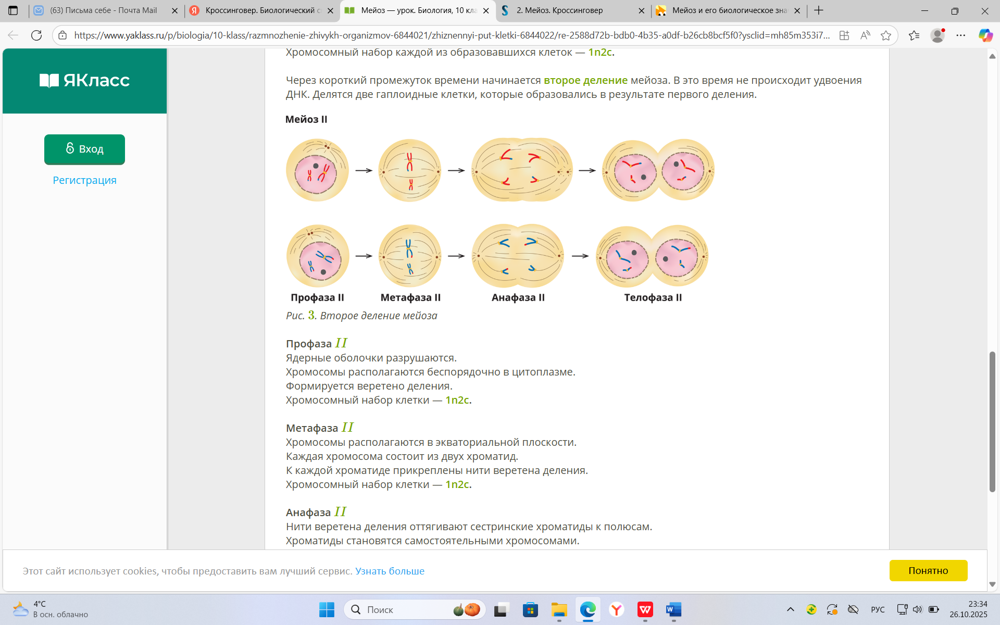 (63) Письма себе - Почта Mail
Кроссинговер. Биологический
Мейоз — урок. Биология, 10 кла
2. Мейоз. Кроссинговер
Мейоз и его биологическое зна
https://www.yaklass.ru/p/biologia/10-klass/razmnozhenie-zhivykh-organizmov-6844021/zhiznennyi-put-kletki-6844022/re-2588d72b-bdb0-4b35-a0df-b26cb8bcf5f0?ysclid=mh85m353i7...
ЯКласс
Вход
Регистрация
Хромосомный набор каждой из образовавшихся клеток — 1n2c.
Через короткий промежуток времени начинается второе деление мейоза. В это время не происходит удвоения
ДНК. Делятся две гаплоидные клетки, которые образовались в результате первого деления.
Мейоз II
Профаза II
Метафаза II
Анафаза II
Телофаза II
Рис. 3. Второе деление мейоза
Профаза II
Ядерные оболочки разрушаются.
Хромосомы располагаются беспорядочно в цитоплазме.
Формируется веретено деления.
Хромосомный набор клетки — 1n2c.
Метафаза II
Хромосомы располагаются в экваториальной плоскости.
Каждая хромосома состоит из двух хроматид.
К каждой хроматиде прикреплены нити веретена деления.
Хромосомный набор клетки — 1n2c.
Анафаза II
Нити веретена деления оттягивают сестринские хроматиды к полюсам.
Хроматиды становятся самостоятельными хромосомами.
Этот сайт использует cookies, чтобы предоставить вам лучший сервис. Узнать больше
Понятно
4°C
В осн. облачно
Поиск
РУС
23:34
26.10.2025